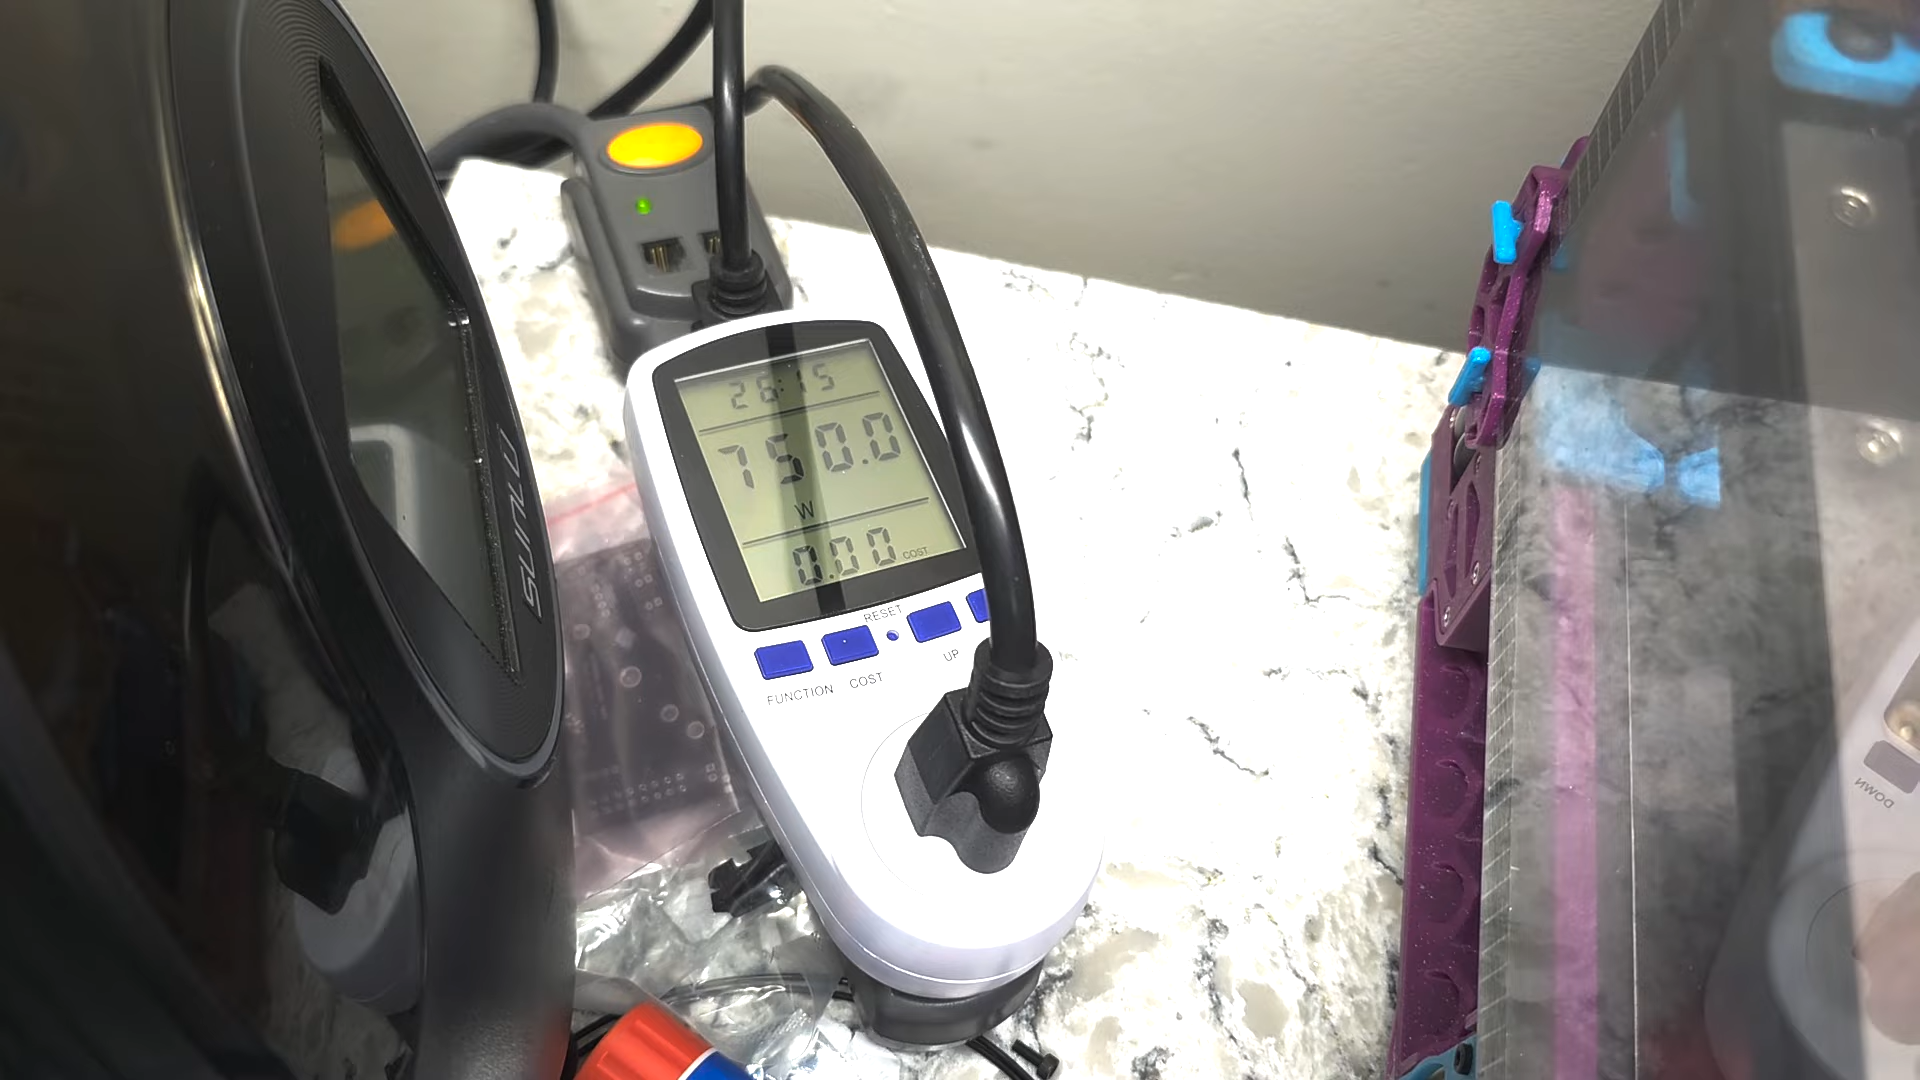 26:15
750.0
W
0.00 COST
RESET
UP
FUNCTION COST
SUNLU
DOWN